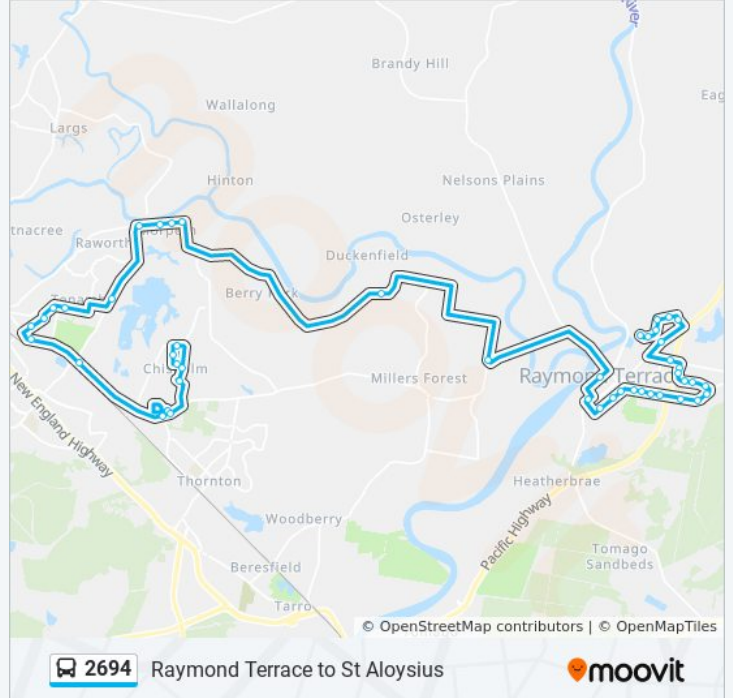 River
Brandy Hill
Eag
Wallalong
Largs
Hinton
Nelsons Plains
Osterley
tnacree
Raworth
Duckenfield
Berry Park
Chisholm
Millers Forest
Raymond Terrace
New England Highway
Thornton
Heatherbrae
Woodberry
Pacific Highway
Tomago
Sandbeds
Beresfield
Tarro
© OpenStreetMap contributors | © OpenMapTiles
2694 Raymond Terrace to St Aloysius
moovit